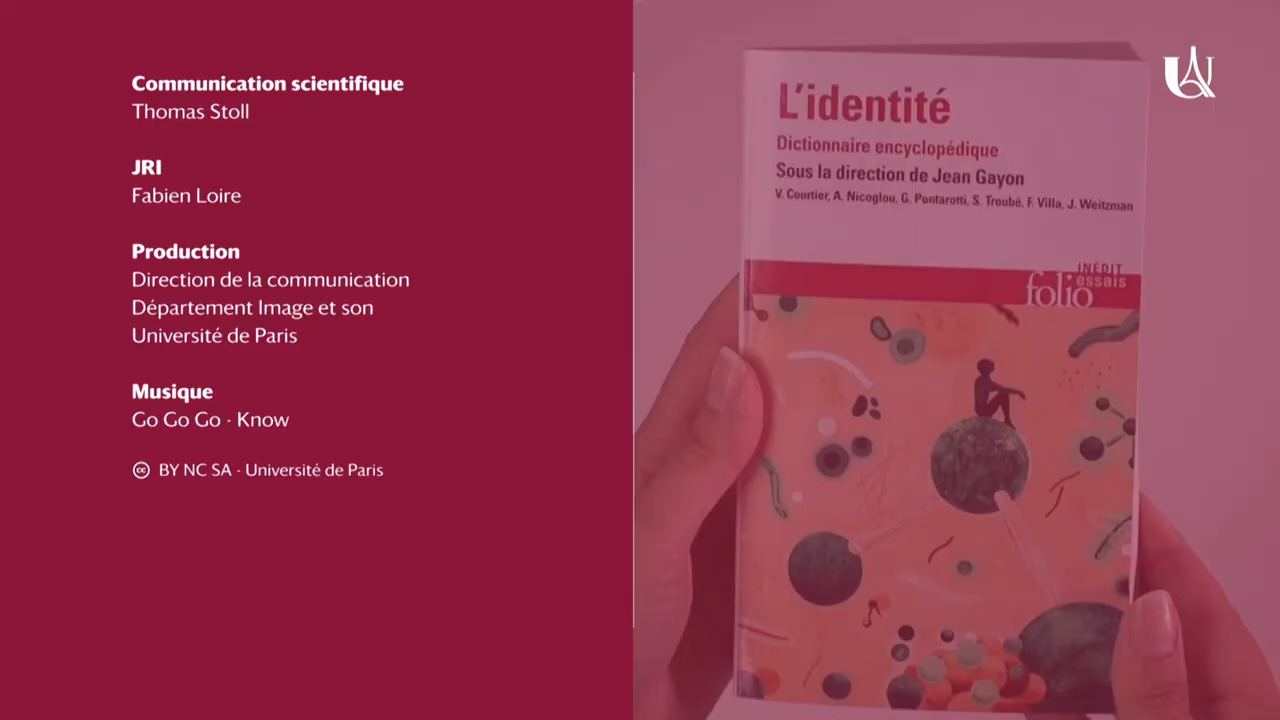 Communication scientifique
Thomas Stoll
JRI
Fabien Loire
Production
Direction de la communication
Département Image et son
Université de Paris
Musique
Go Go Go - Know
cc BY NC SA - Université de Paris
L'identité
Dictionnaire encyclopédique
Sous la direction de Jean Gayon
V. Courtier, A. Nicoglou, G. Pontarotti, S. Troubé, F. Villa, J. Weitzman
INÉDIT
essais
folio